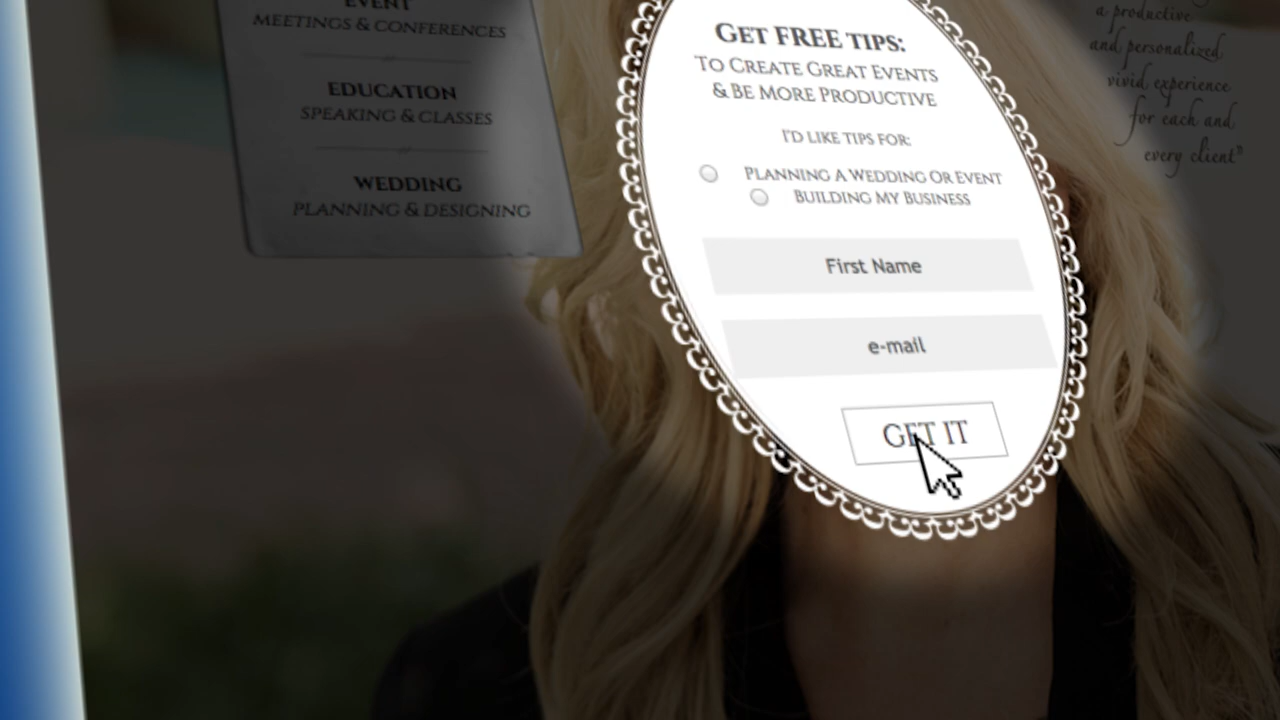 EVENT
MEETINGS & CONFERENCES
EDUCATION
SPEAKING & CLASSES
WEDDING
PLANNING & DESIGNING
GET FREE TIPS:
TO CREATE GREAT EVENTS
& BE MORE PRODUCTIVE
I'D LIKE TIPS FOR:
PLANNING A WEDDING OR EVENT
BUILDING MY BUSINESS
First Name
e-mail
GET IT
a productive
and personalized
vivid experience
for each and
every client®